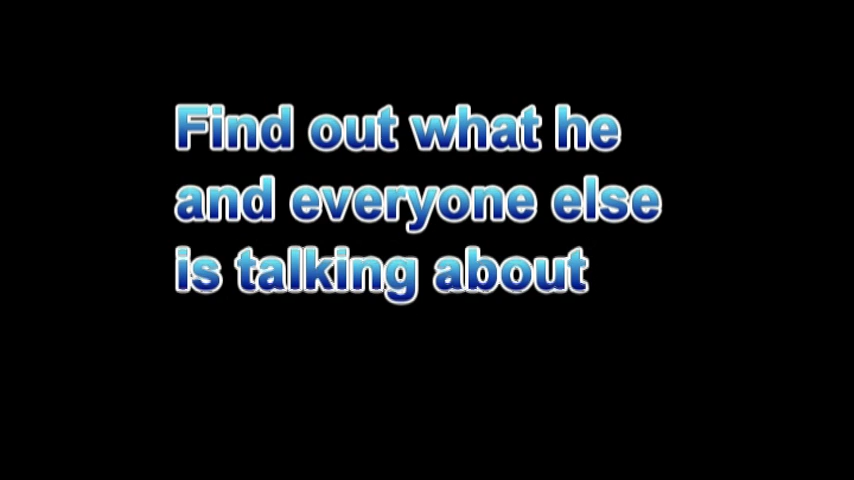 Find out what he
and everyone else
is talking about